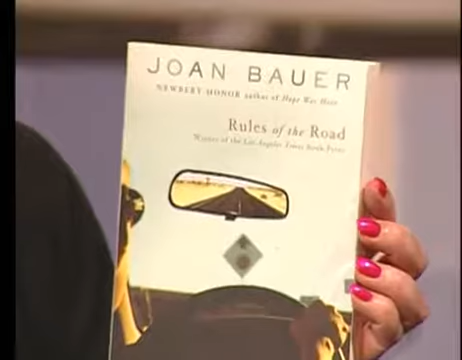 JOAN BAUER
NEWBERY HONOR author of Hope Was Here
Rules of the Road
Winner of the Los Angeles Times Book Prize